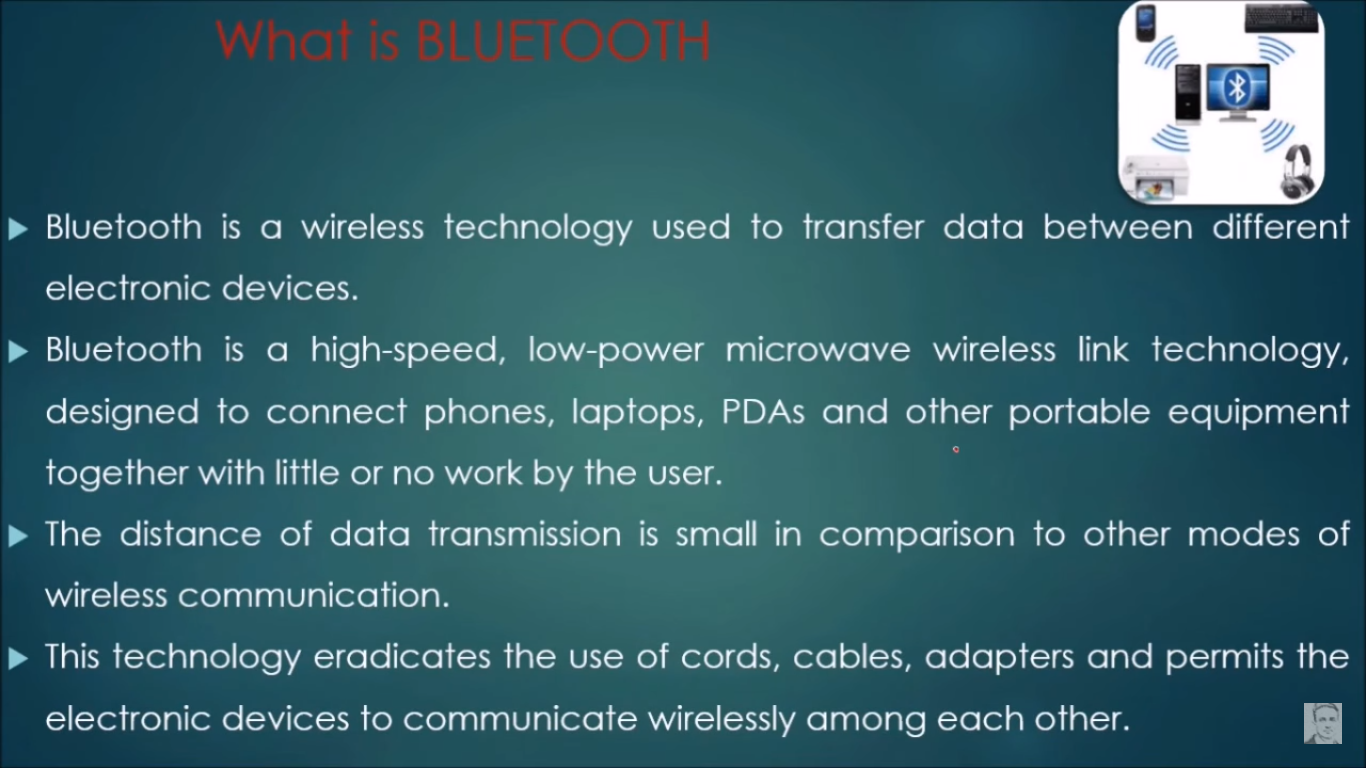 What is BLUETOOTH
Bluetooth is a wireless technology used to transfer data between different
electronic devices.
Bluetooth is a high-speed, low-power microwave wireless link technology,
designed to connect phones, laptops, PDAs and other portable equipment
together with little or no work by the user.
The distance of data transmission is small in comparison to other modes of
wireless communication.
This technology eradicates the use of cords, cables, adapters and permits the
electronic devices to communicate wirelessly among each other.